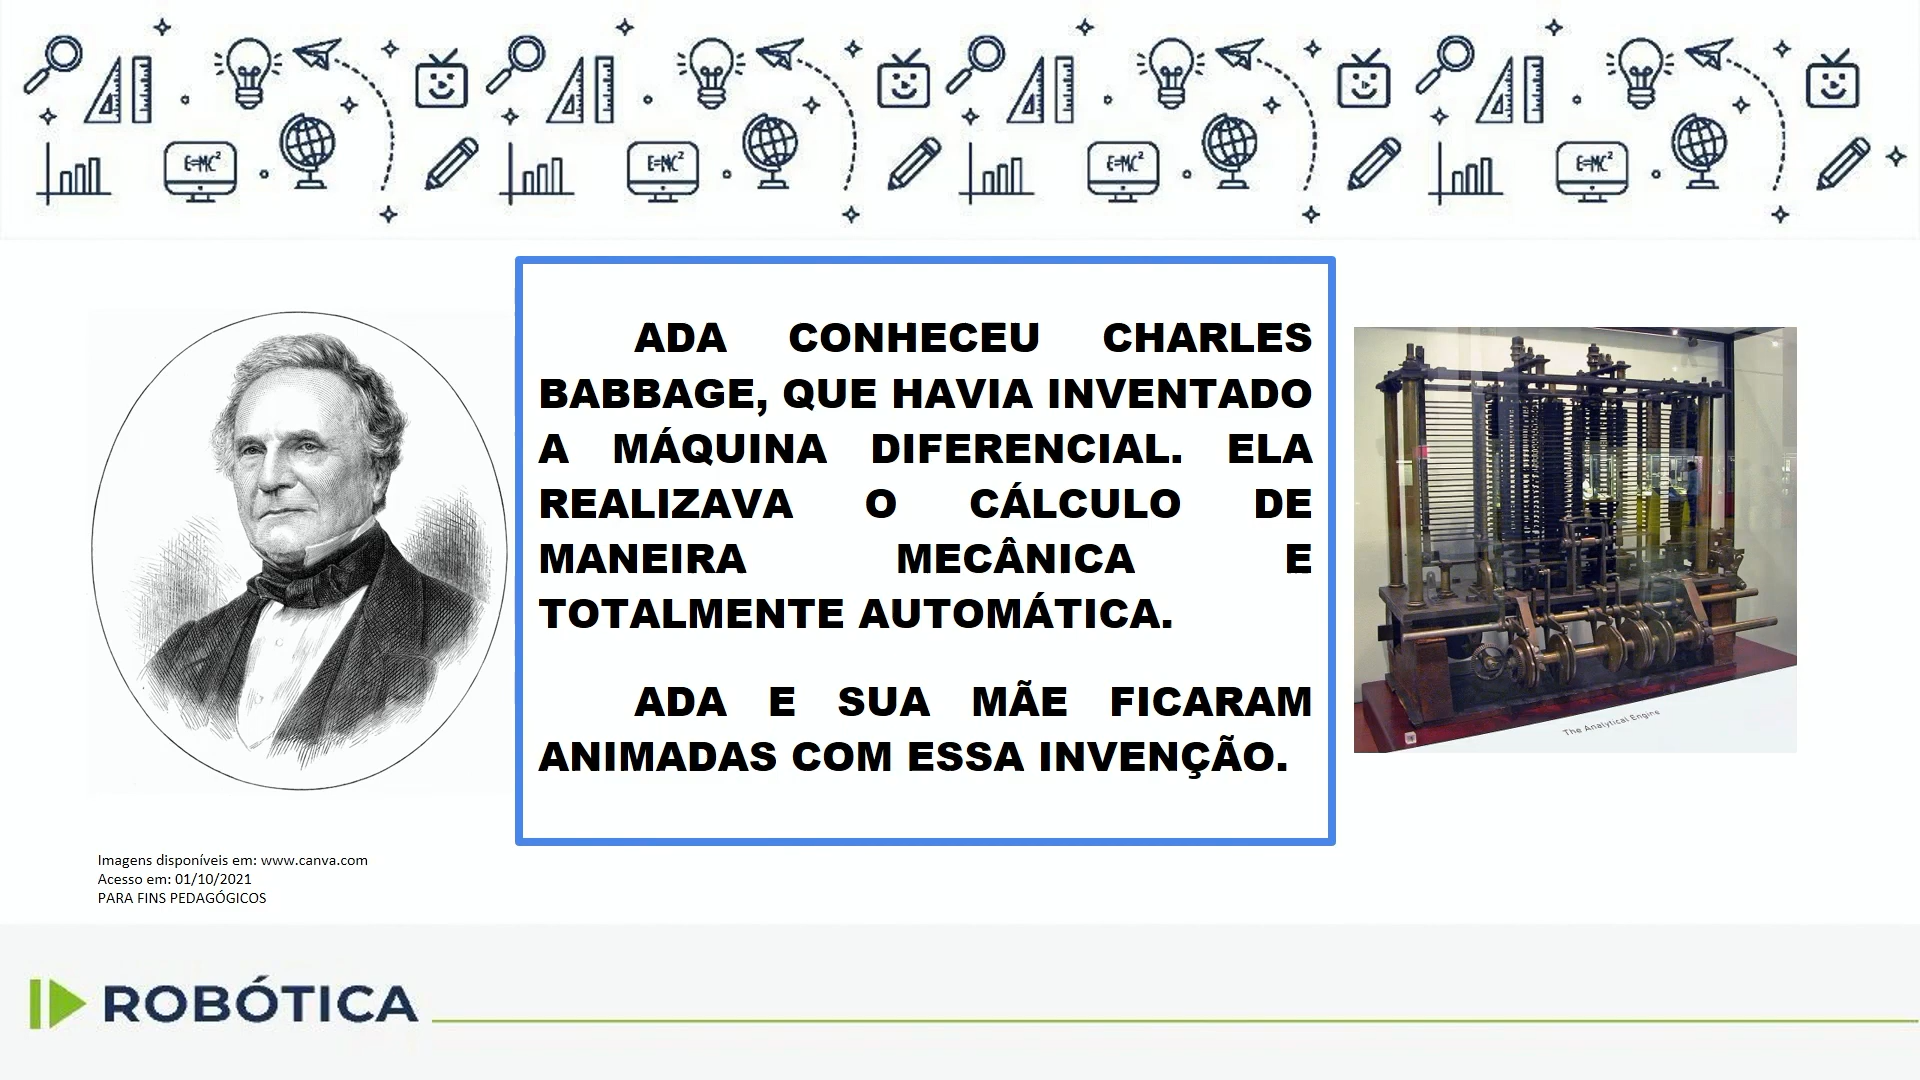 E=MC²
E=MC²
E=MC²
E=MC²
ADA CONHECEU CHARLES
BABBAGE, QUE HAVIA INVENTADO
A MÁQUINA DIFERENCIAL. ELA
REALIZAVA O CÁLCULO DE
MANEIRA MECÂNICA E
TOTALMENTE AUTOMÁTICA.
ADA E SUA MÃE FICARAM
ANIMADAS COM ESSA INVENÇÃO.
The Analytical Engine
Imagens disponíveis em: www.canva.com
Acesso em: 01/10/2021
PARA FINS PEDAGÓGICOS
ROBÓTICA